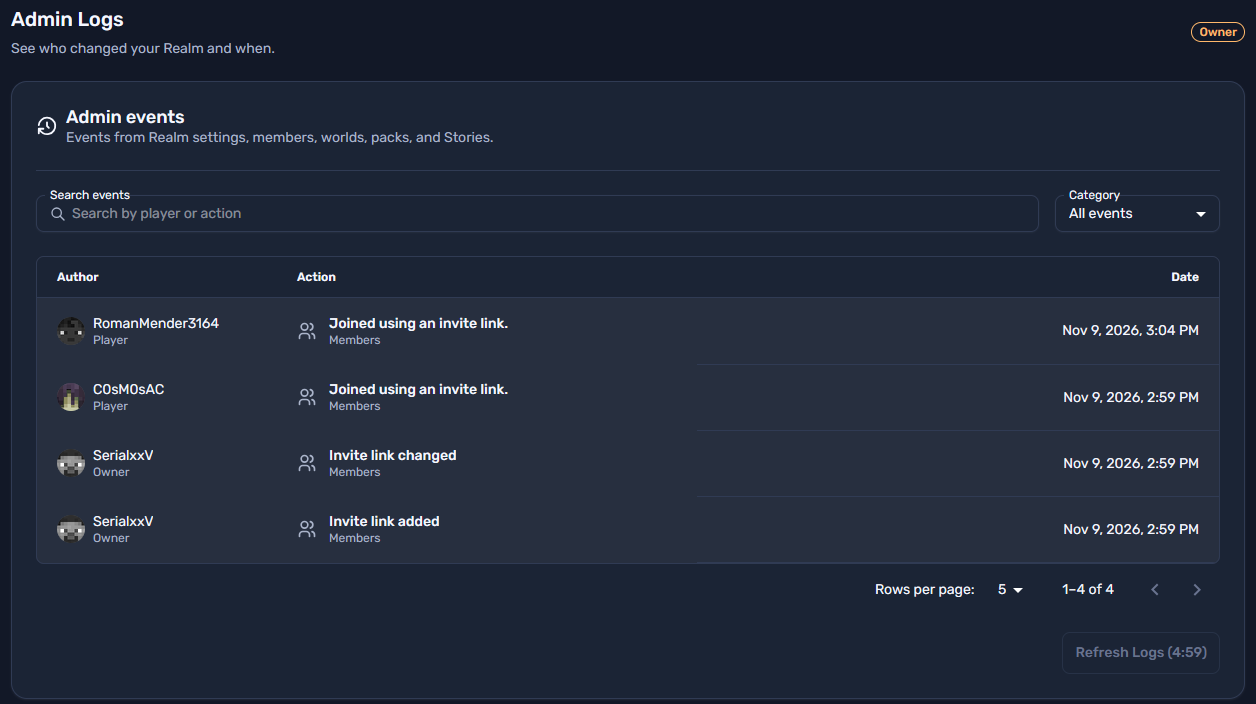 Admin Logs
Owner
See who changed your Realm and when.
Admin events
Events from Realm settings, members, worlds, packs, and Stories.
Search events
Search by player or action
Category
All events
Author Action Date
RomanMender3164 Joined using an invite link. Nov 9, 2026, 3:04 PM
Player Members
C0sM0sAC Joined using an invite link. Nov 9, 2026, 2:59 PM
Player Members
SerialxxV Invite link changed Nov 9, 2026, 2:59 PM
Owner Members
SerialxxV Invite link added Nov 9, 2026, 2:59 PM
Owner Members
Rows per page: 5 1–4 of 4
Refresh Logs (4:59)